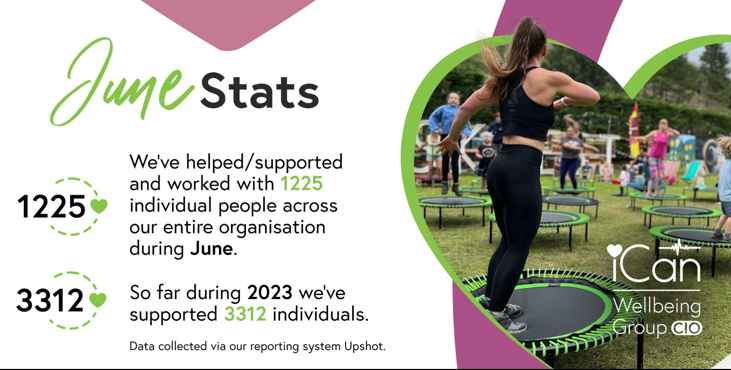 June Stats
1225
We've helped/supported
and worked with 1225
individual people across
our entire organisation
during June.
3312
So far during 2023 we've
supported 3312 individuals.
Data collected via our reporting system Upshot.
iCan
Wellbeing
Group CIO